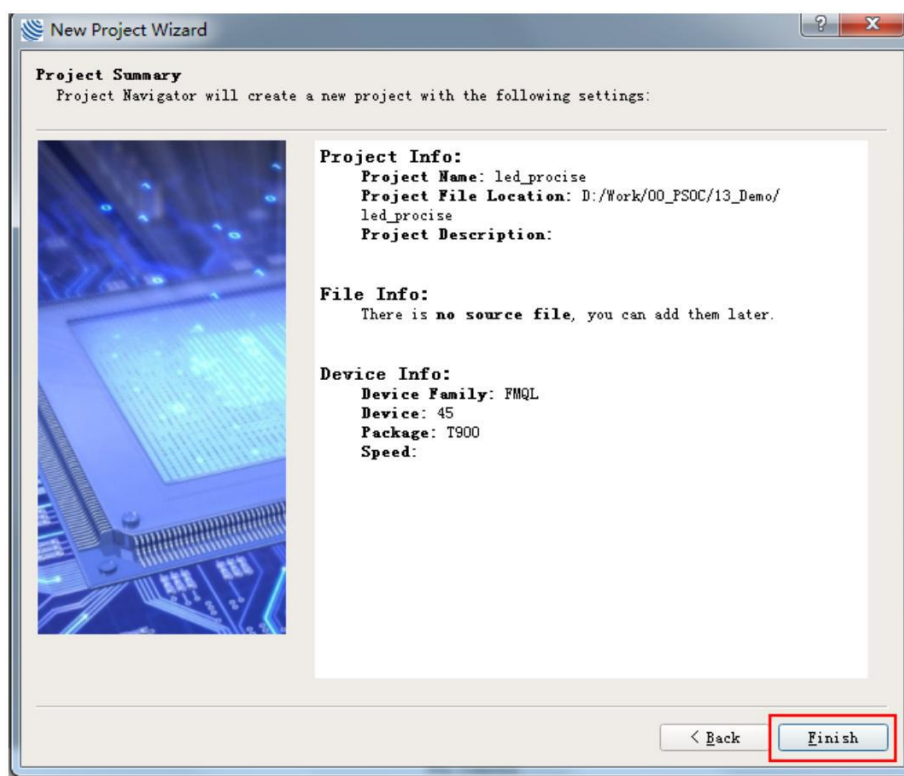 New Project Wizard
Project Summary
Project Navigator will create a new project with the following settings:
Project Info:
Project Name: led_procise
Project File Location: D:/Work/00_PSOC/13_Demo/
led_procise
Project Description:
File Info:
There is no source file, you can add them later.
Device Info:
Device Family: FMQL
Device: 45
Package: T900
Speed:
< Back
Finish